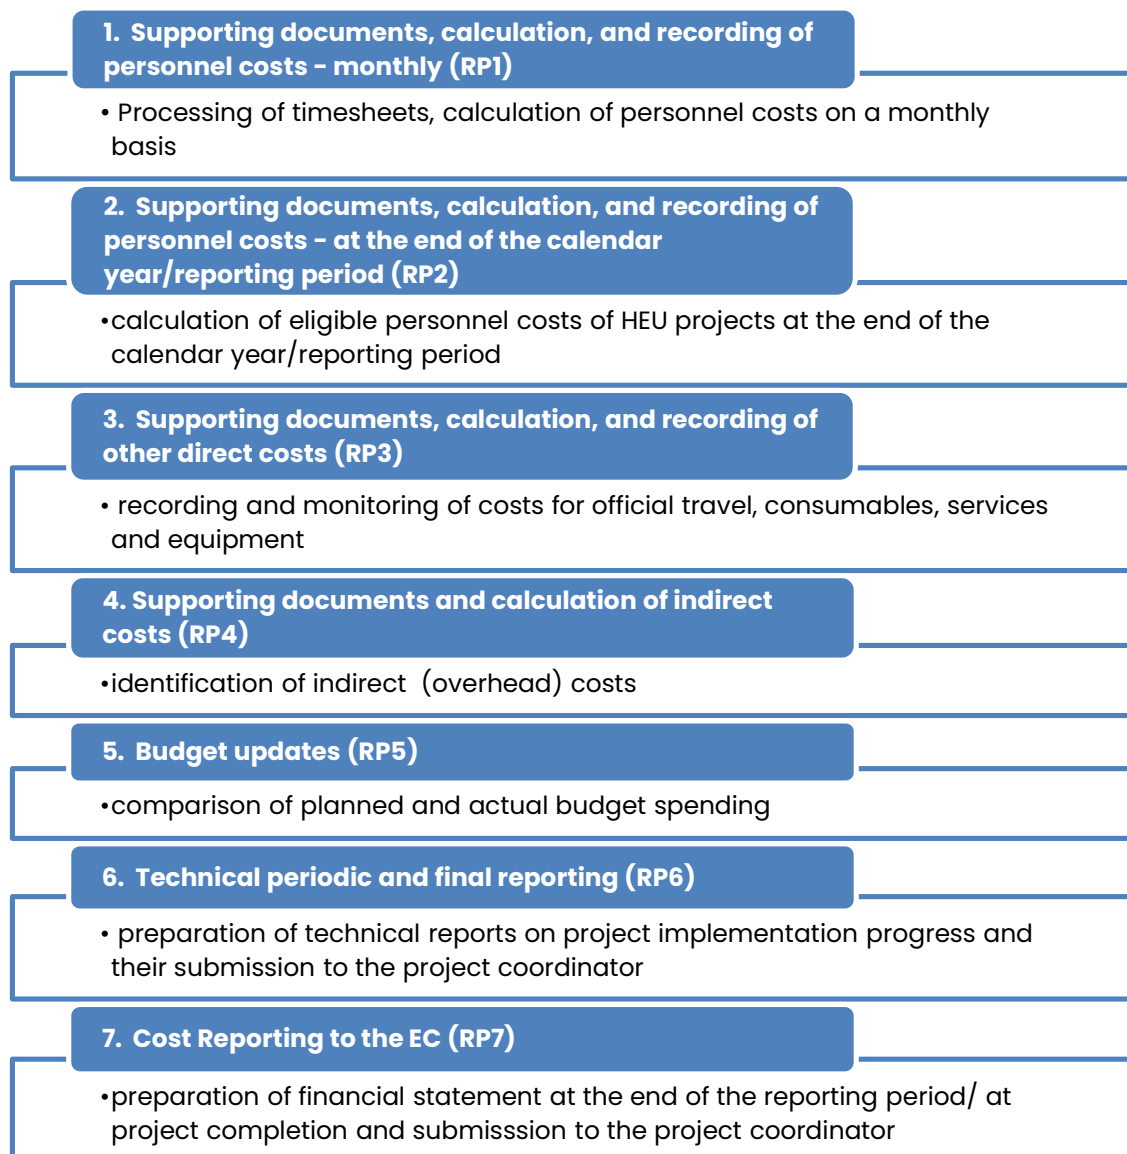 1. Supporting documents, calculation, and recording of
personnel costs - monthly (RP1)
• Processing of timesheets, calculation of personnel costs on a monthly
basis
2. Supporting documents, calculation, and recording of
personnel costs - at the end of the calendar
year/reporting period (RP2)
•calculation of eligible personnel costs of HEU projects at the end of the
calendar year/reporting period
3. Supporting documents, calculation, and recording of
other direct costs (RP3)
• recording and monitoring of costs for official travel, consumables, services
and equipment
4. Supporting documents and calculation of indirect
costs (RP4)
•identification of indirect (overhead) costs
5. Budget updates (RP5)
•comparison of planned and actual budget spending
6. Technical periodic and final reporting (RP6)
• preparation of technical reports on project implementation progress and
their submission to the project coordinator
7. Cost Reporting to the EC (RP7)
•preparation of financial statement at the end of the reporting period/ at
project completion and submisssion to the project coordinator